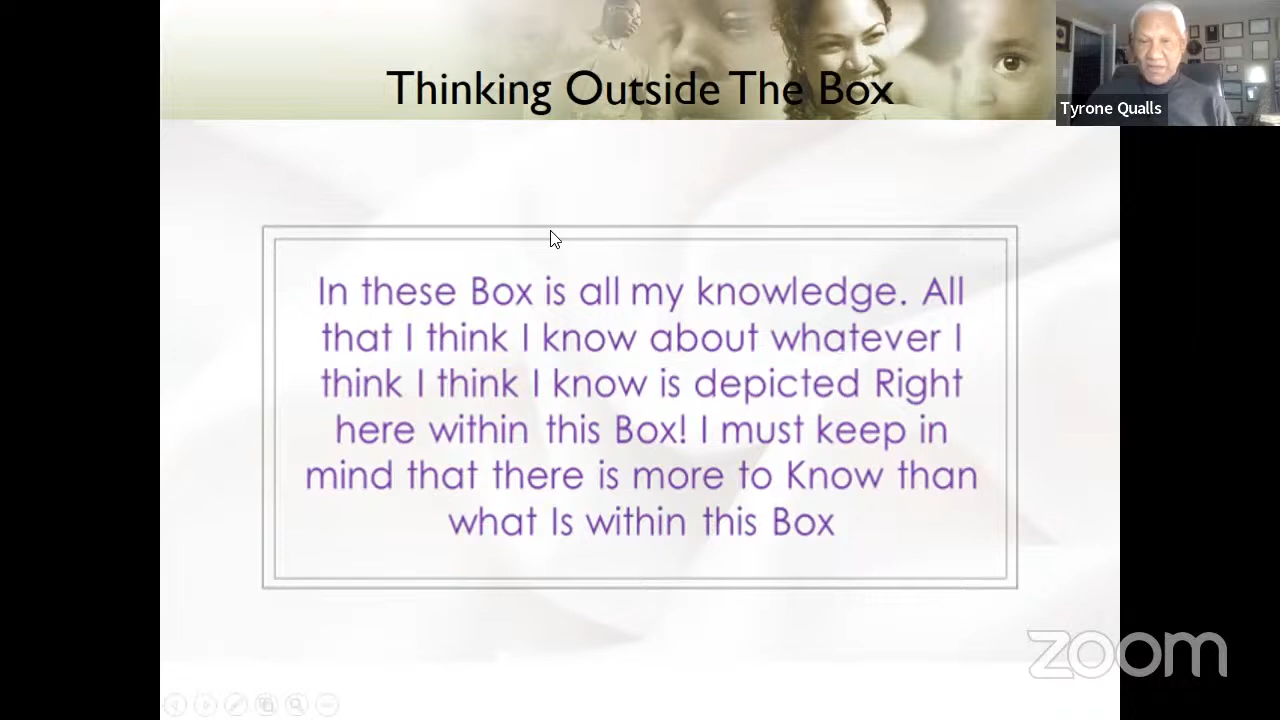 Thinking Outside The Box
Tyrone Qualls
In these Box is all my knowledge. All
that I think I know about whatever I
think I think I know is depicted Right
here within this Box! I must keep in
mind that there is more to Know than
what Is within this Box
zoom